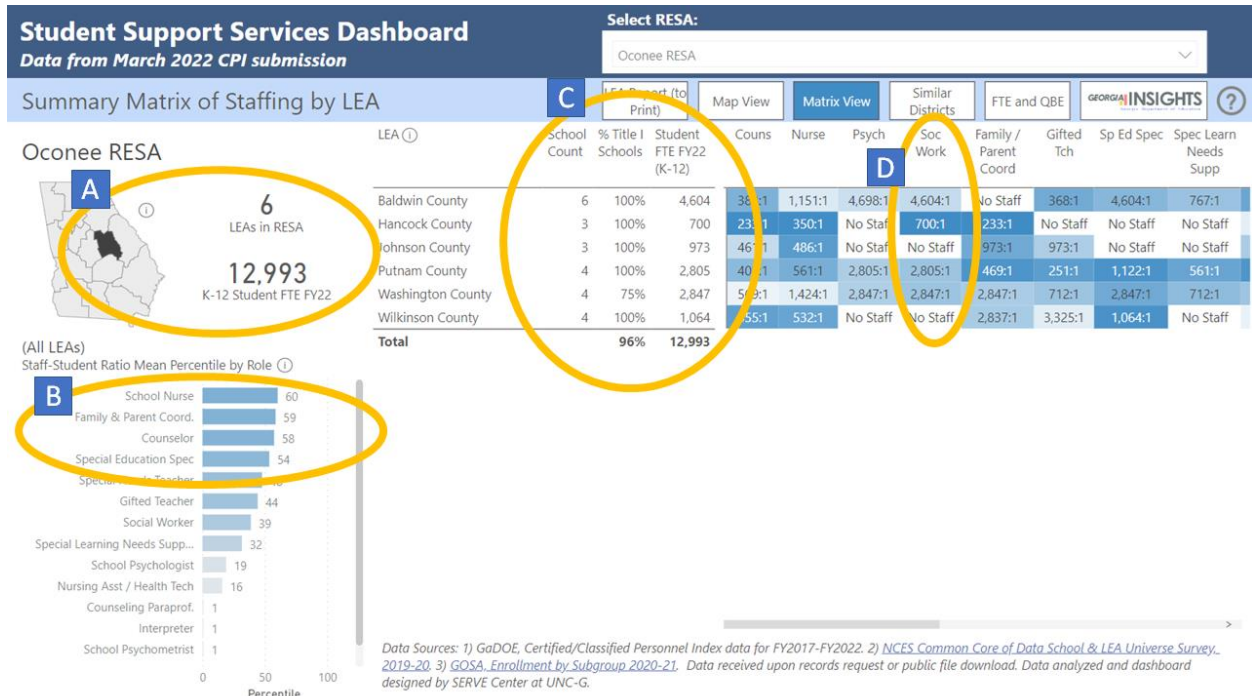 Student Support Services Dashboard
Data from March 2022 CPI submission
Select RESA:
Oconee RESA
Summary Matrix of Staffing by LEA
C
LEA Report (to Print)
Map View
Matrix View
Similar Districts
FTE and QBE
GEORGIA INSIGHTS
?
Oconee RESA
A
6
LEAs in RESA
12,993
K-12 Student FTE FY22
LEA School Count % Title I Schools Student FTE FY22 (K-12) Couns Nurse Psych Soc Work Family / Parent Coord Gifted Tch Sp Ed Spec Spec Learn Needs Supp
D
Baldwin County 6 100% 4,604 1,151:1 4,698:1 4,604:1 No Staff 368:1 4,604:1 767:1
Hancock County 3 100% 700 350:1 No Staf 700:1 233:1 No Staff No Staff No Staff
Johnson County 3 100% 973 486:1 No Staff No Staff 973:1 973:1 No Staff No Staff
Putnam County 4 100% 2,805 561:1 2,805:1 2,805:1 469:1 251:1 1,122:1 561:1
Washington County 4 75% 2,847 1,424:1 2,847:1 2,847:1 2,847:1 712:1 2,847:1 712:1
Wilkinson County 4 100% 1,064 532:1 No Staff No Staff 2,837:1 3,325:1 1,064:1 No Staff
Total 96% 12,993
(All LEAs)
Staff-Student Ratio Mean Percentile by Role
B
School Nurse 60
Family & Parent Coord. 59
Counselor 58
Special Education Spec 54
Special Teacher
Gifted Teacher 44
Social Worker 39
Special Learning Needs Supp... 32
School Psychologist 19
Nursing Asst / Health Tech 16
Counseling Paraprof. 1
Interpreter 1
School Psychometrist 1
0 50 100
Percentile
Data Sources: 1) GaDOE, Certified/Classified Personnel Index data for FY2017-FY2022. 2) NCES Common Core of Data School & LEA Universe Survey,
2019-20. 3) GOSA, Enrollment by Subgroup 2020-21. Data received upon records request or public file download. Data analyzed and dashboard
designed by SERVE Center at UNC-G.